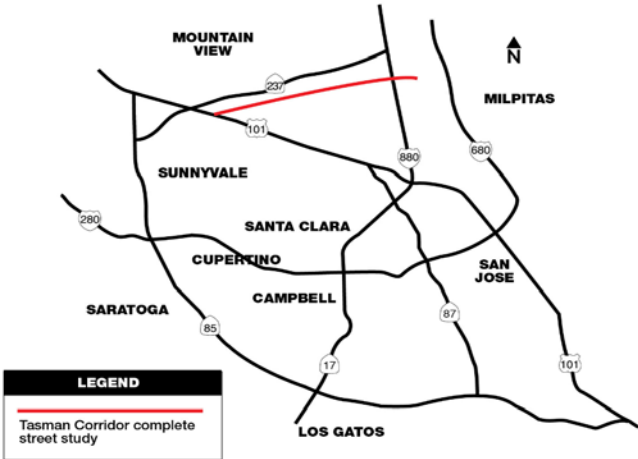 MOUNTAIN
VIEW
N
237
MILPITAS
101
880
680
SUNNYVALE
280
SANTA CLARA
CUPERTINO
SAN
JOSE
CAMPBELL
SARATOGA
85
87
17
101
LEGEND
Tasman Corridor complete
street study
LOS GATOS